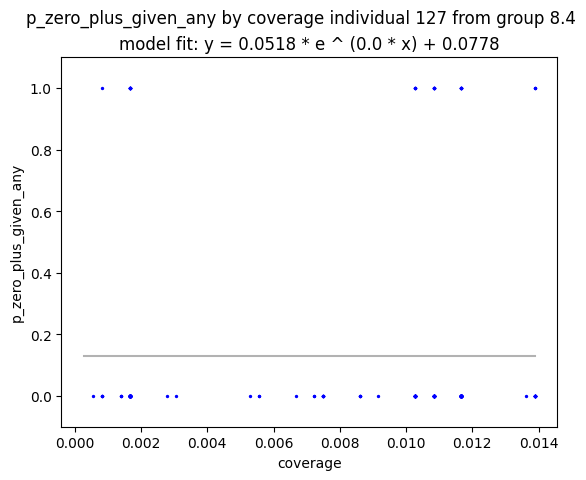 p_zero_plus_given_any by coverage individual 127 from group 8.4
model fit: y = 0.0518 * e ^ (0.0 * x) + 0.0778
1.0
0.8
0.6
0.4
0.2
0.0
p_zero_plus_given_any
0.000 0.002 0.004 0.006 0.008 0.010 0.012 0.014
coverage